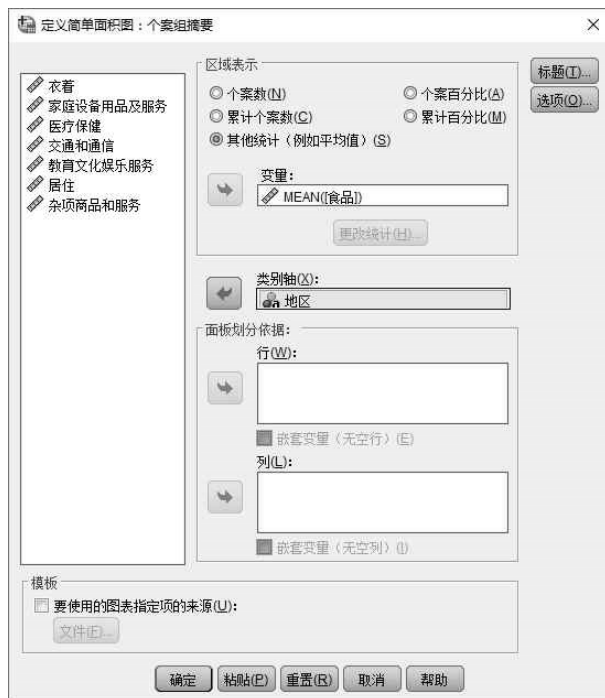 定义简单面积图：个案组摘要
衣着
家庭设备用品及服务
医疗保健
交通和通信
教育文化娱乐服务
居住
杂项商品和服务
区域表示
个案数(N)
个案百分比(A)
累计个案数(C)
累计百分比(M)
其他统计（例如平均值）(S)
变量：
MEAN([食品])
更改统计(H)...
类别轴(X)：
地区
面板划分依据：
行(W)：
嵌套变量（无空行）(E)
列(L)：
嵌套变量（无空列）(I)
标题(T)...
选项(O)...
模板
要使用的图表指定项的来源(U)：
文件(F)...
确定
粘贴(P)
重置(R)
取消
帮助